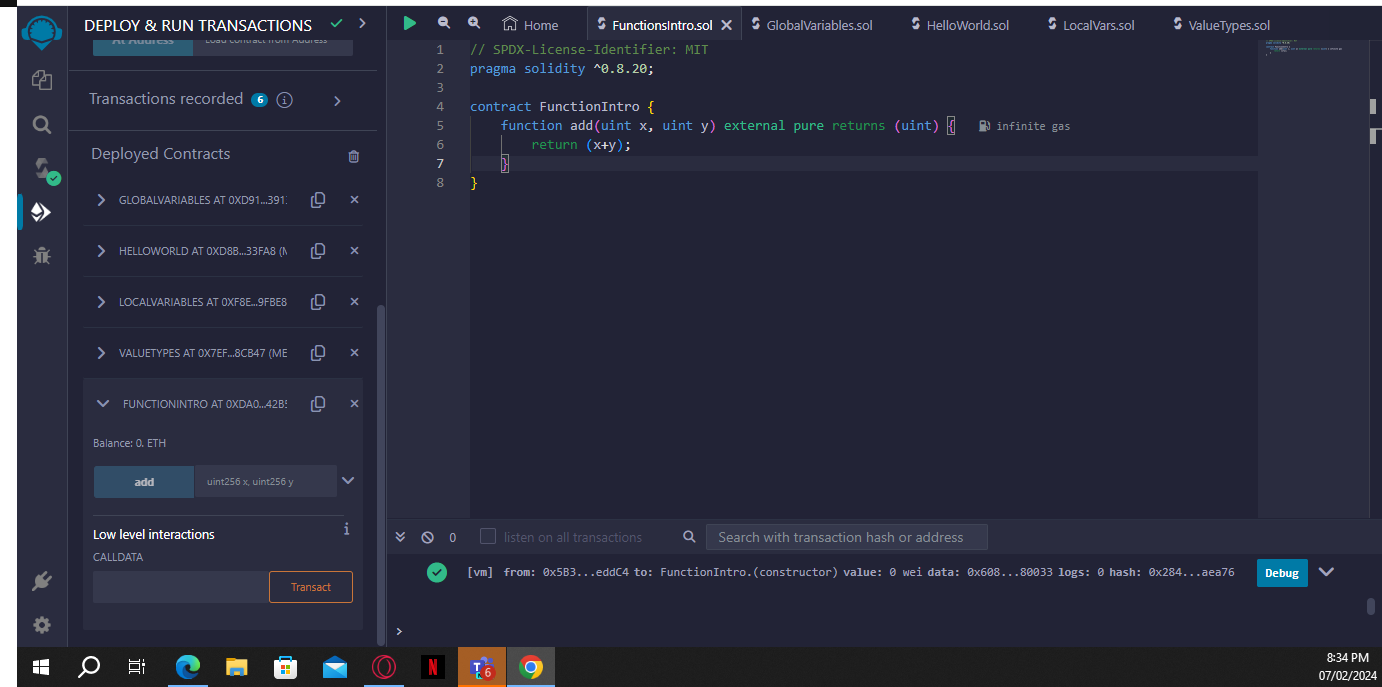 DEPLOY & RUN TRANSACTIONS
At Address
Load contract from Address
Transactions recorded 6 i
Deployed Contracts
GLOBALVARIABLES AT 0XD91...391
HELLOWORLD AT 0XD8B...33FA8 (M
LOCALVARIABLES AT 0XF8E...9FBE8
VALUETYPES AT 0X7EF...8CB47 (ME
FUNCTIONINTRO AT 0XDA0...42B
Balance: 0. ETH
add
uint256 x, uint256 y
Low level interactions
i
CALLDATA
Transact
Home
FunctionsIntro.sol
GlobalVariables.sol
HelloWorld.sol
LocalVars.sol
ValueTypes.sol
1 // SPDX-License-Identifier: MIT
2 pragma solidity ^0.8.20;
3
4 contract FunctionIntro {
5 function add(uint x, uint y) external pure returns (uint) { infinite gas
6 return (x+y);
7 }
8 }
0
listen on all transactions
Search with transaction hash or address
[vm] from: 0x5B3...eddC4 to: FunctionIntro.(constructor) value: 0 wei data: 0x608...80033 logs: 0 hash: 0x284...aea76
Debug
>
N
T
6
8:34 PM
07/02/2024